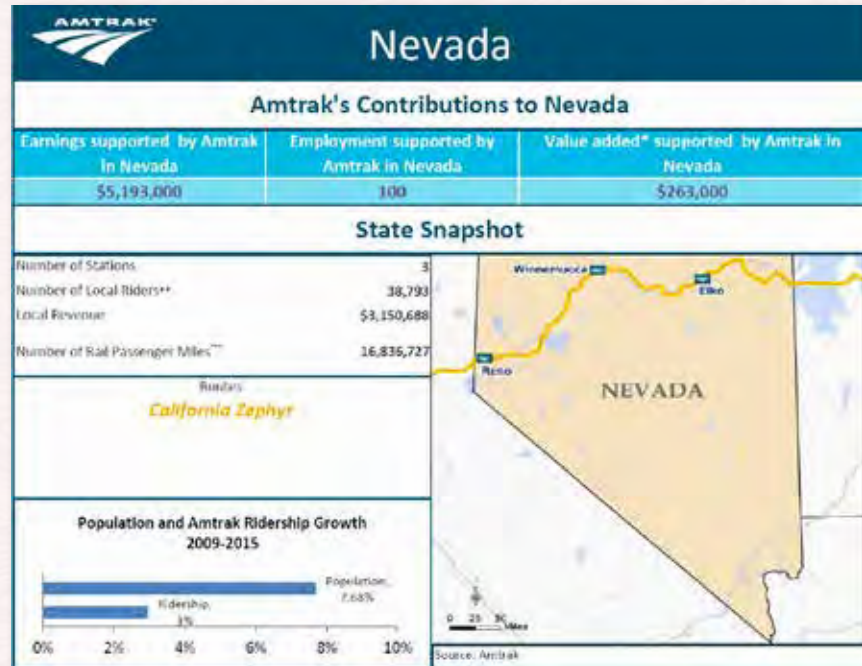 AMTRAK®
Nevada
Amtrak's Contributions to Nevada
Earnings supported by Amtrak in Nevada
Employment supported by Amtrak in Nevada
Value added* supported by Amtrak in Nevada
$5,193,000
100
$263,000
State Snapshot
Number of Stations 3
Number of Local Riders** 38,793
Local Revenue $3,150,688
Number of Rail Passenger Miles 16,836,727
Routes
California Zephyr
Winnemucca
Elko
Reno
NEVADA
Population and Amtrak Ridership Growth
2009-2015
Population,
7.68%
Ridership,
3%
0% 2% 4% 6% 8% 10%
0 25 50
Miles
Source: Amtrak